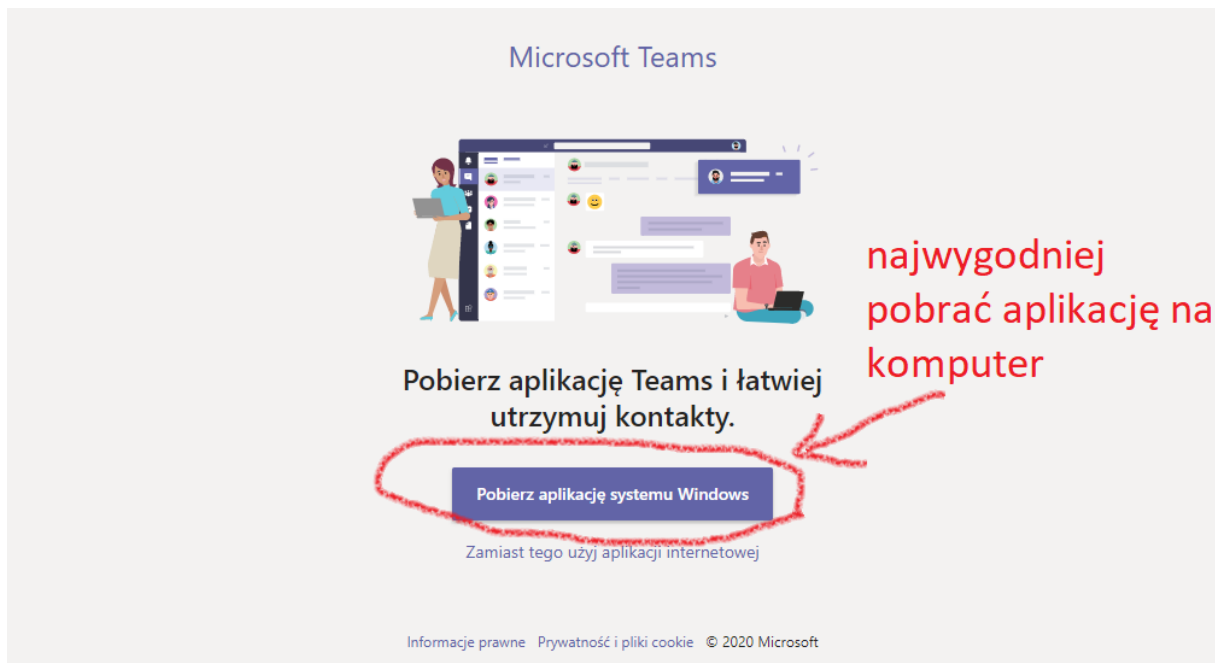 Microsoft Teams
najwygodniej
pobrać aplikację na
komputer
Pobierz aplikację Teams i łatwiej
utrzymuj kontakty.
Pobierz aplikację systemu Windows
Zamiast tego użyj aplikacji internetowej
Informacje prawne Prywatność i pliki cookie © 2020 Microsoft